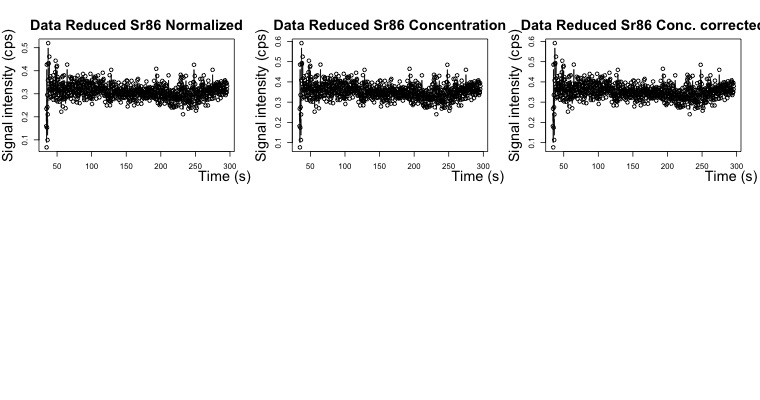 Data Reduced Sr86 Normalized
Signal intensity (cps)
0.1 0.2 0.3 0.4 0.5
50 100 150 200 250 300
Time (s)
Data Reduced Sr86 Concentration
Signal intensity (cps)
0.1 0.2 0.3 0.4 0.5 0.6
50 100 150 200 250 300
Time (s)
Data Reduced Sr86 Conc. corrected
Signal intensity (cps)
0.1 0.2 0.3 0.4 0.5 0.6
50 100 150 200 250 300
Time (s)